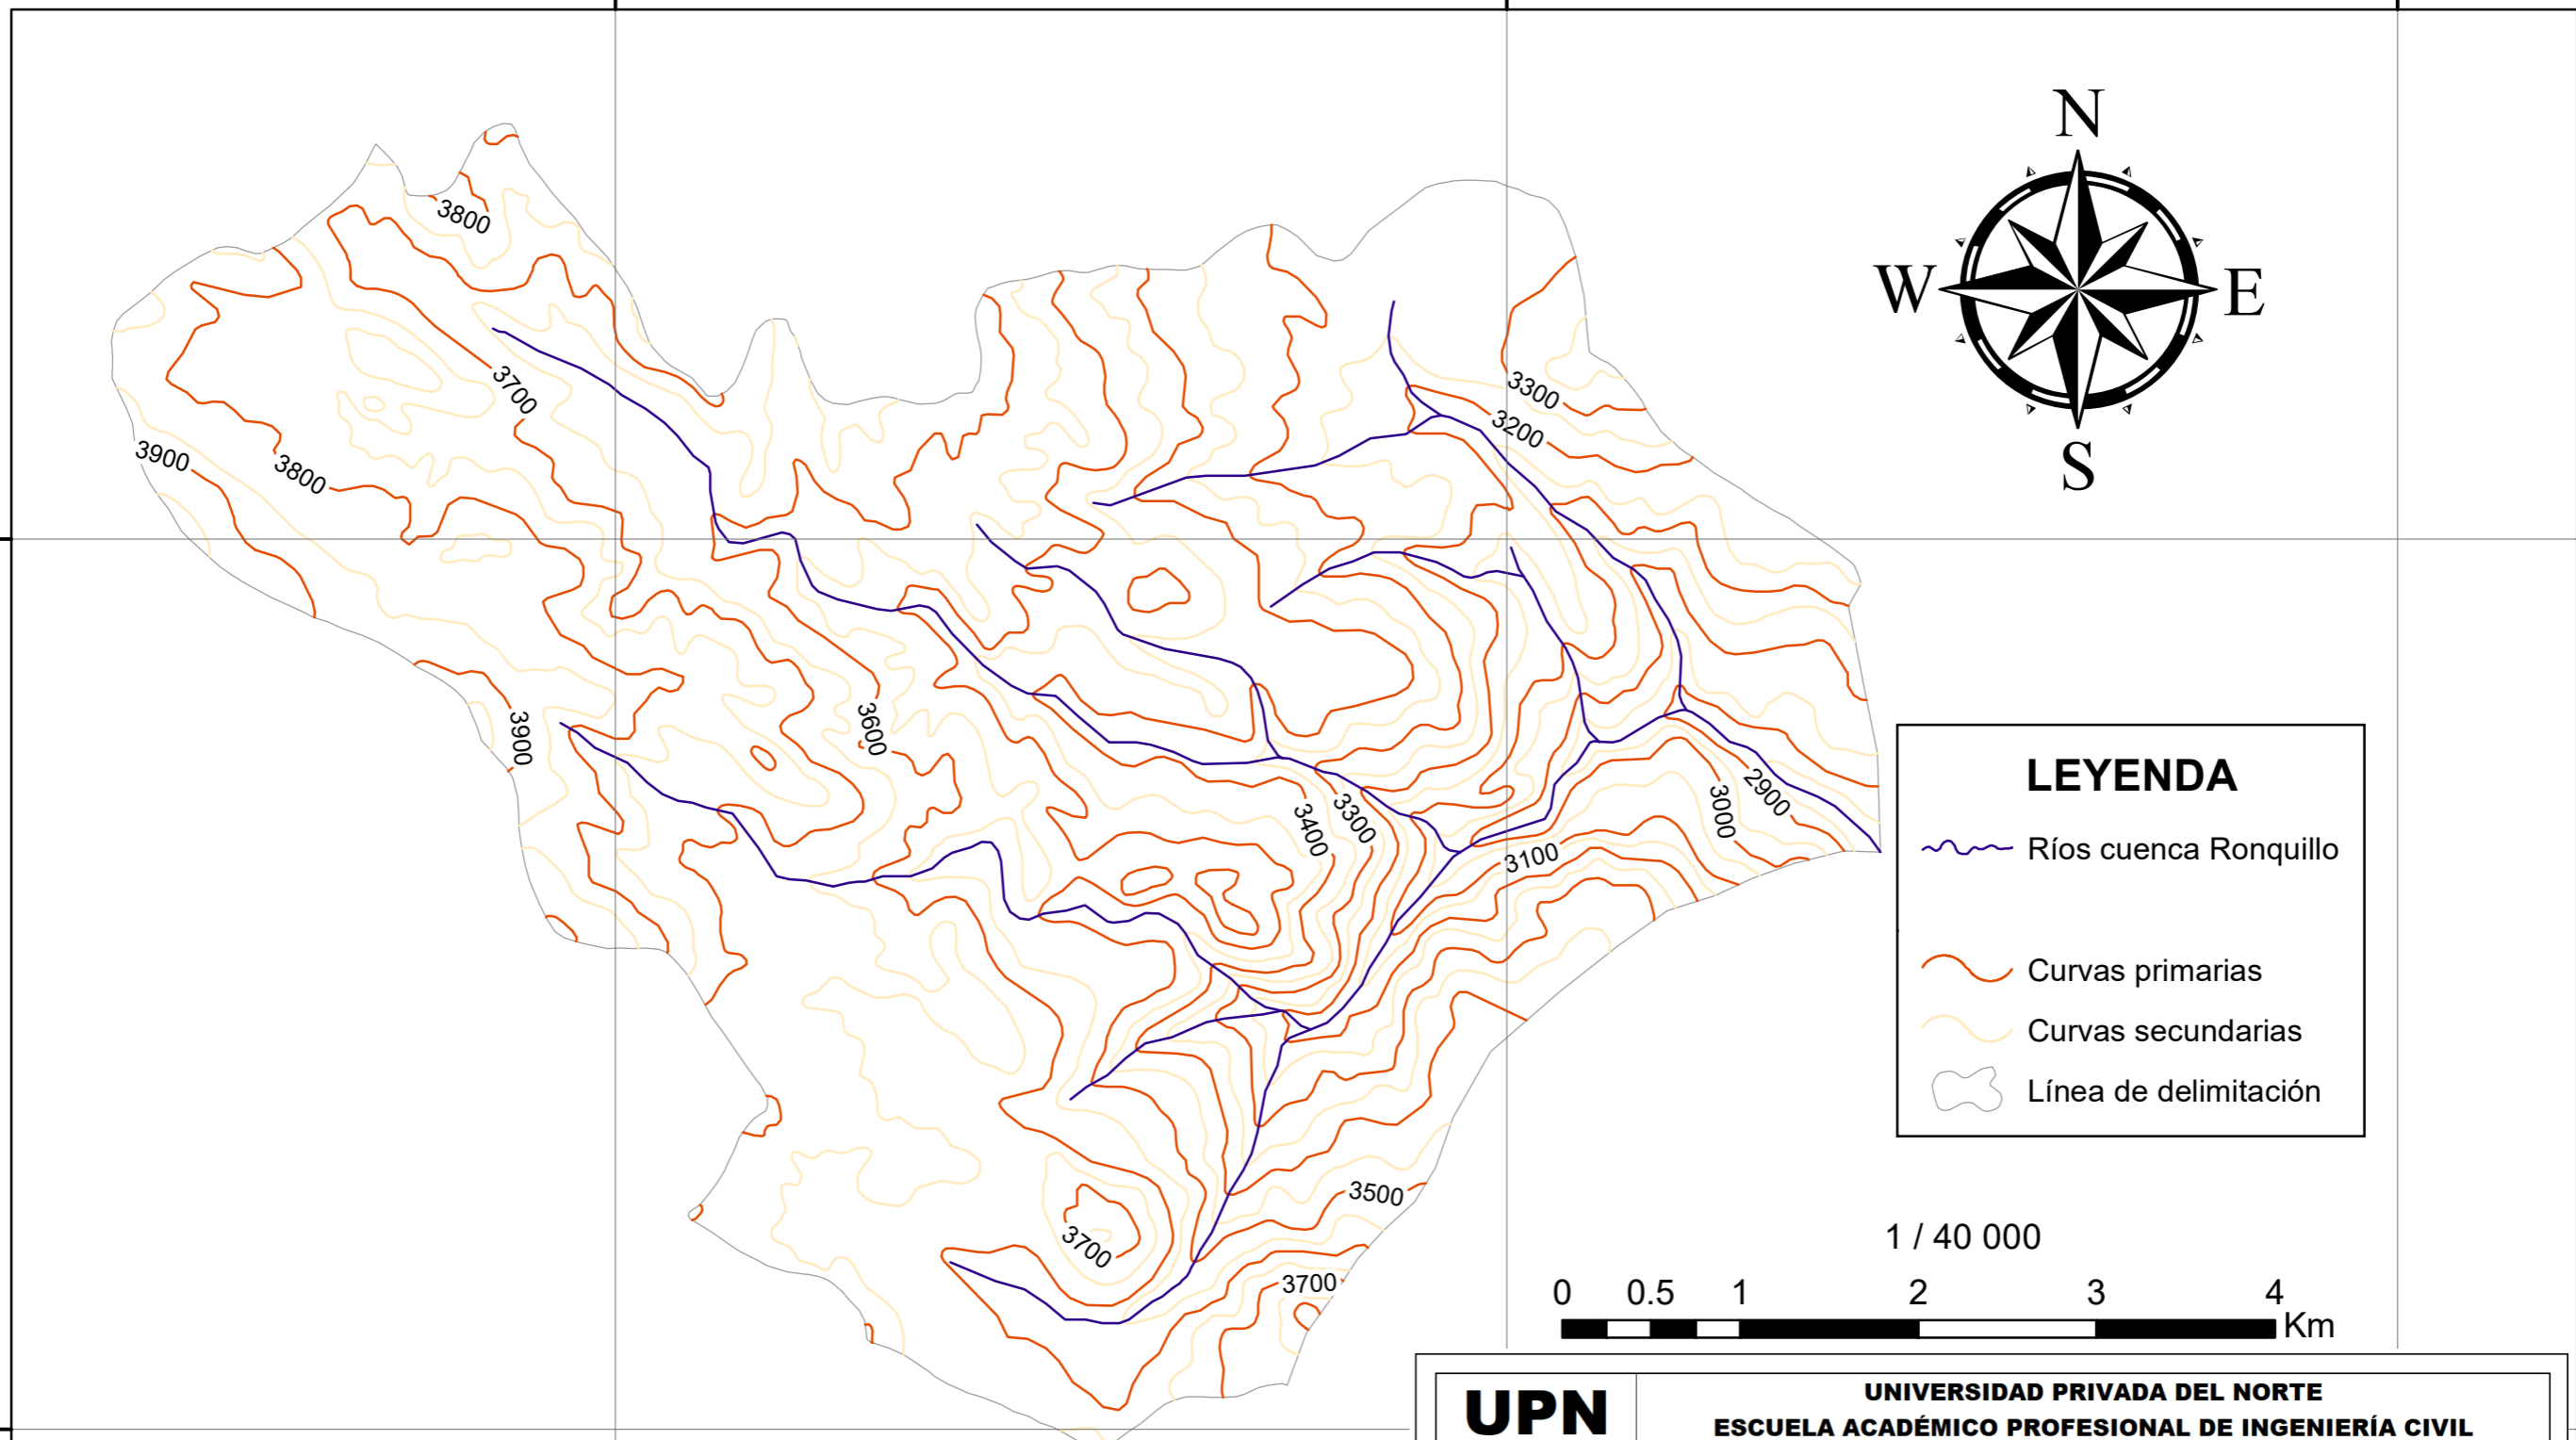 N
3800
W
E
3700
3300
3200
3900
3800
S
3600
3900
LEYENDA
2900
3000
3300
3400
Ríos cuenca Ronquillo
3100
Curvas primarias
Curvas secundarias
Línea de delimitación
3500
3700
1 / 40 000
3700
0 0.5 1 2 3 4
Km
UPN
UNIVERSIDAD PRIVADA DEL NORTE
ESCUELA ACADÉMICO PROFESIONAL DE INGENIERÍA CIVIL